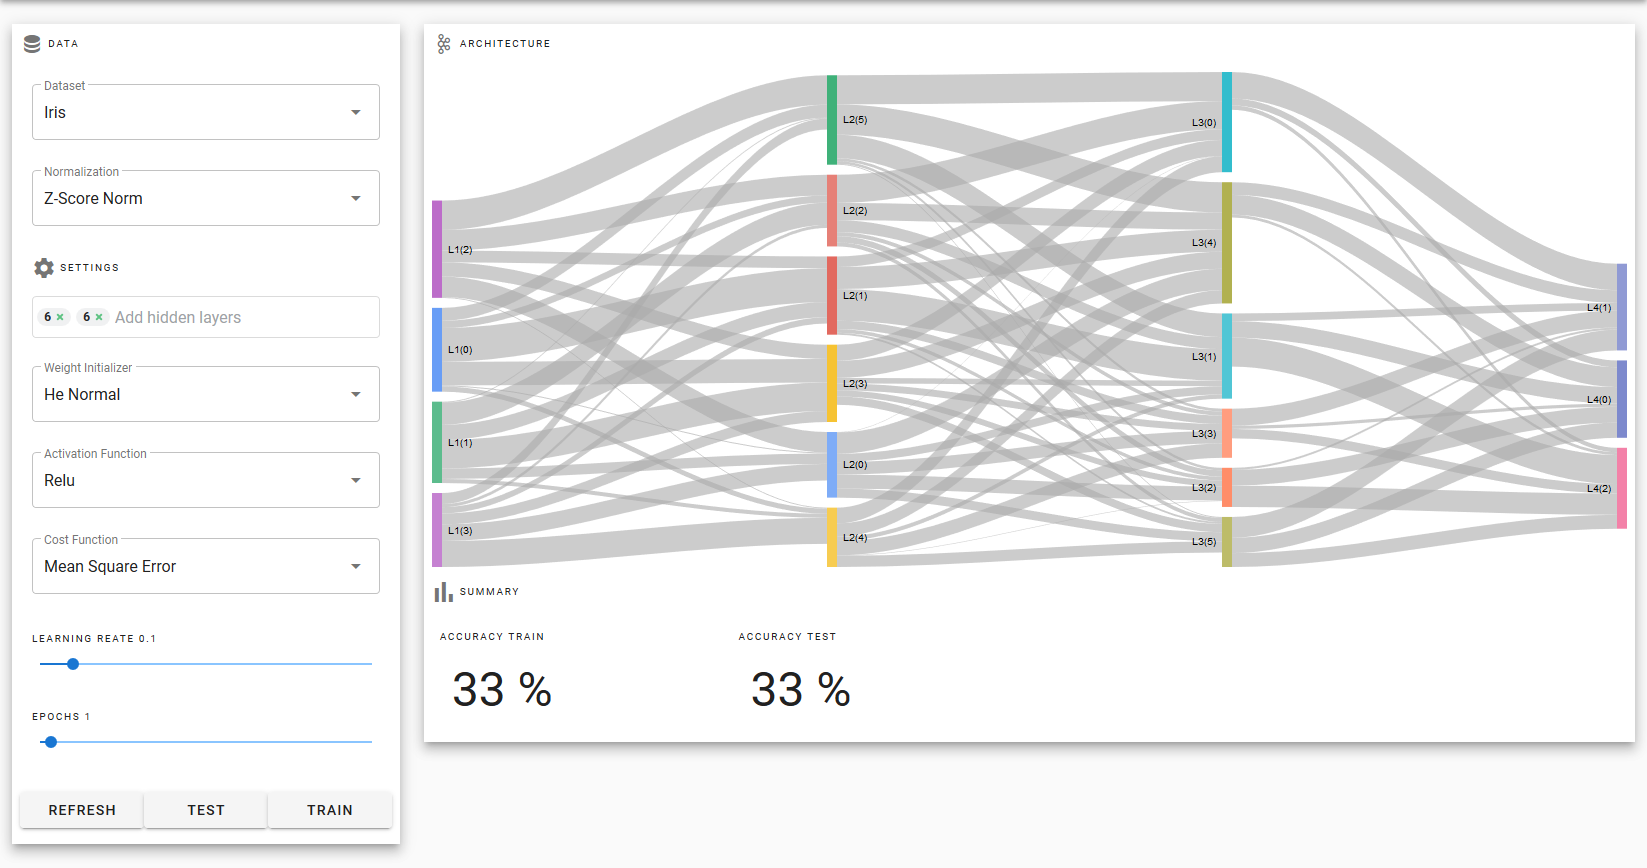 DATA
Dataset
Iris
Normalization
Z-Score Norm
SETTINGS
6 × 6 × Add hidden layers
Weight Initializer
He Normal
Activation Function
Relu
Cost Function
Mean Square Error
LEARNING REATE 0.1
EPOCHS 1
REFRESH TEST TRAIN
ARCHITECTURE
L1(2)
L1(0)
L1(1)
L1(3)
L2(5)
L2(2)
L2(1)
L2(3)
L2(0)
L2(4)
L3(0)
L3(4)
L3(1)
L3(3)
L3(2)
L3(5)
L4(1)
L4(0)
L4(2)
SUMMARY
ACCURACY TRAIN
33 %
ACCURACY TEST
33 %